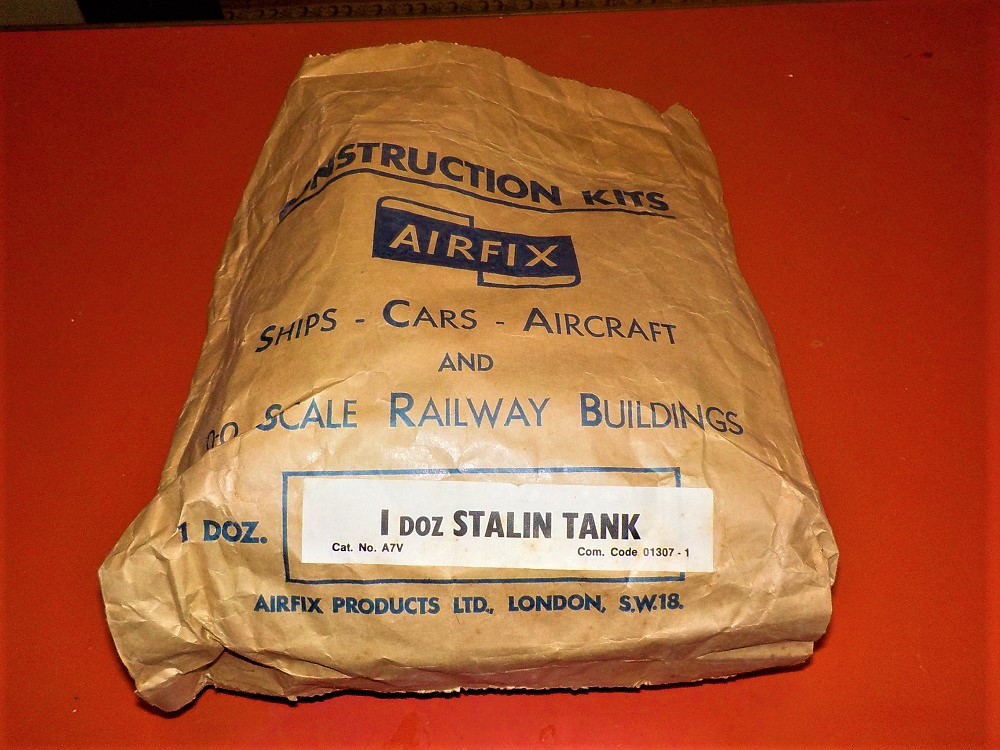 CONSTRUCTION KITS
AIRFIX
SHIPS - CARS - AIRCRAFT
AND
O-O SCALE RAILWAY BUILDINGS
1 DOZ.
1 DOZ STALIN TANK
Cat. No. A7V Com. Code 01307 - 1
AIRFIX PRODUCTS LTD., LONDON, S.W.18.